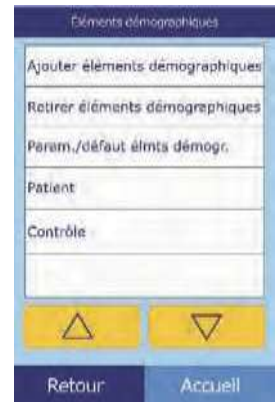 Éléments démographiques
Ajouter éléments démographiques
Retirer éléments démographiques
Param./défaut élmts démogr.
Patient
Contrôle
Retour
Accueil